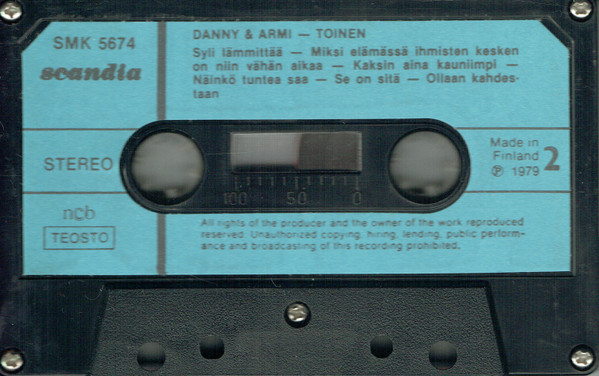 SMK 5674
scandia
DANNY & ARMI — TOINEN
Syli lämmittää — Miksi elämässä ihmisten kesken
on niin vähän aikaa — Kaksin aina kauniimpi —
Näinkö tuntea saa — Se on sitä — Ollaan kahdes-
taan
STEREO
100 50 0
Made in
Finland
℗ 1979
2
ncb
TEOSTO
All rights of the producer and the owner of the work reproduced
reserved. Unauthorized copying, hiring, lending, public perform-
ance and broadcasting of this recording prohibited.